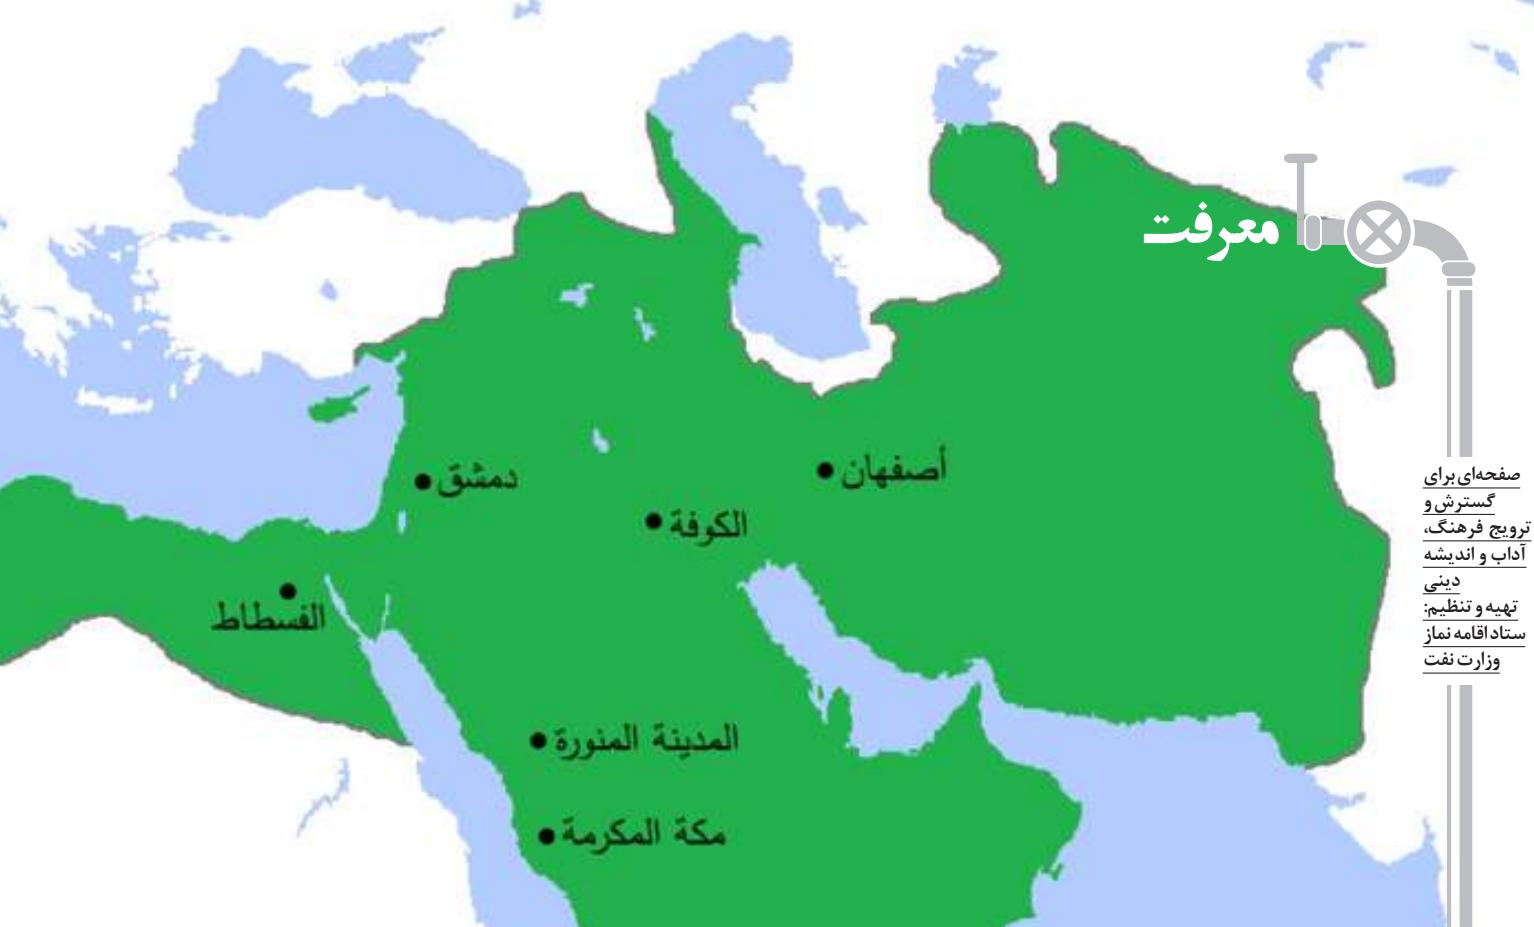 معرفت
صفحه‌ای برای
گسترش و
ترویج فرهنگ،
آداب و اندیشه
دینی
تهیه و تنظیم:
ستاد اقامه نماز
وزارت نفت
أصفهان
دمشق
الكوفة
الفسطاط
المدينة المنورة
مكة المكرمة